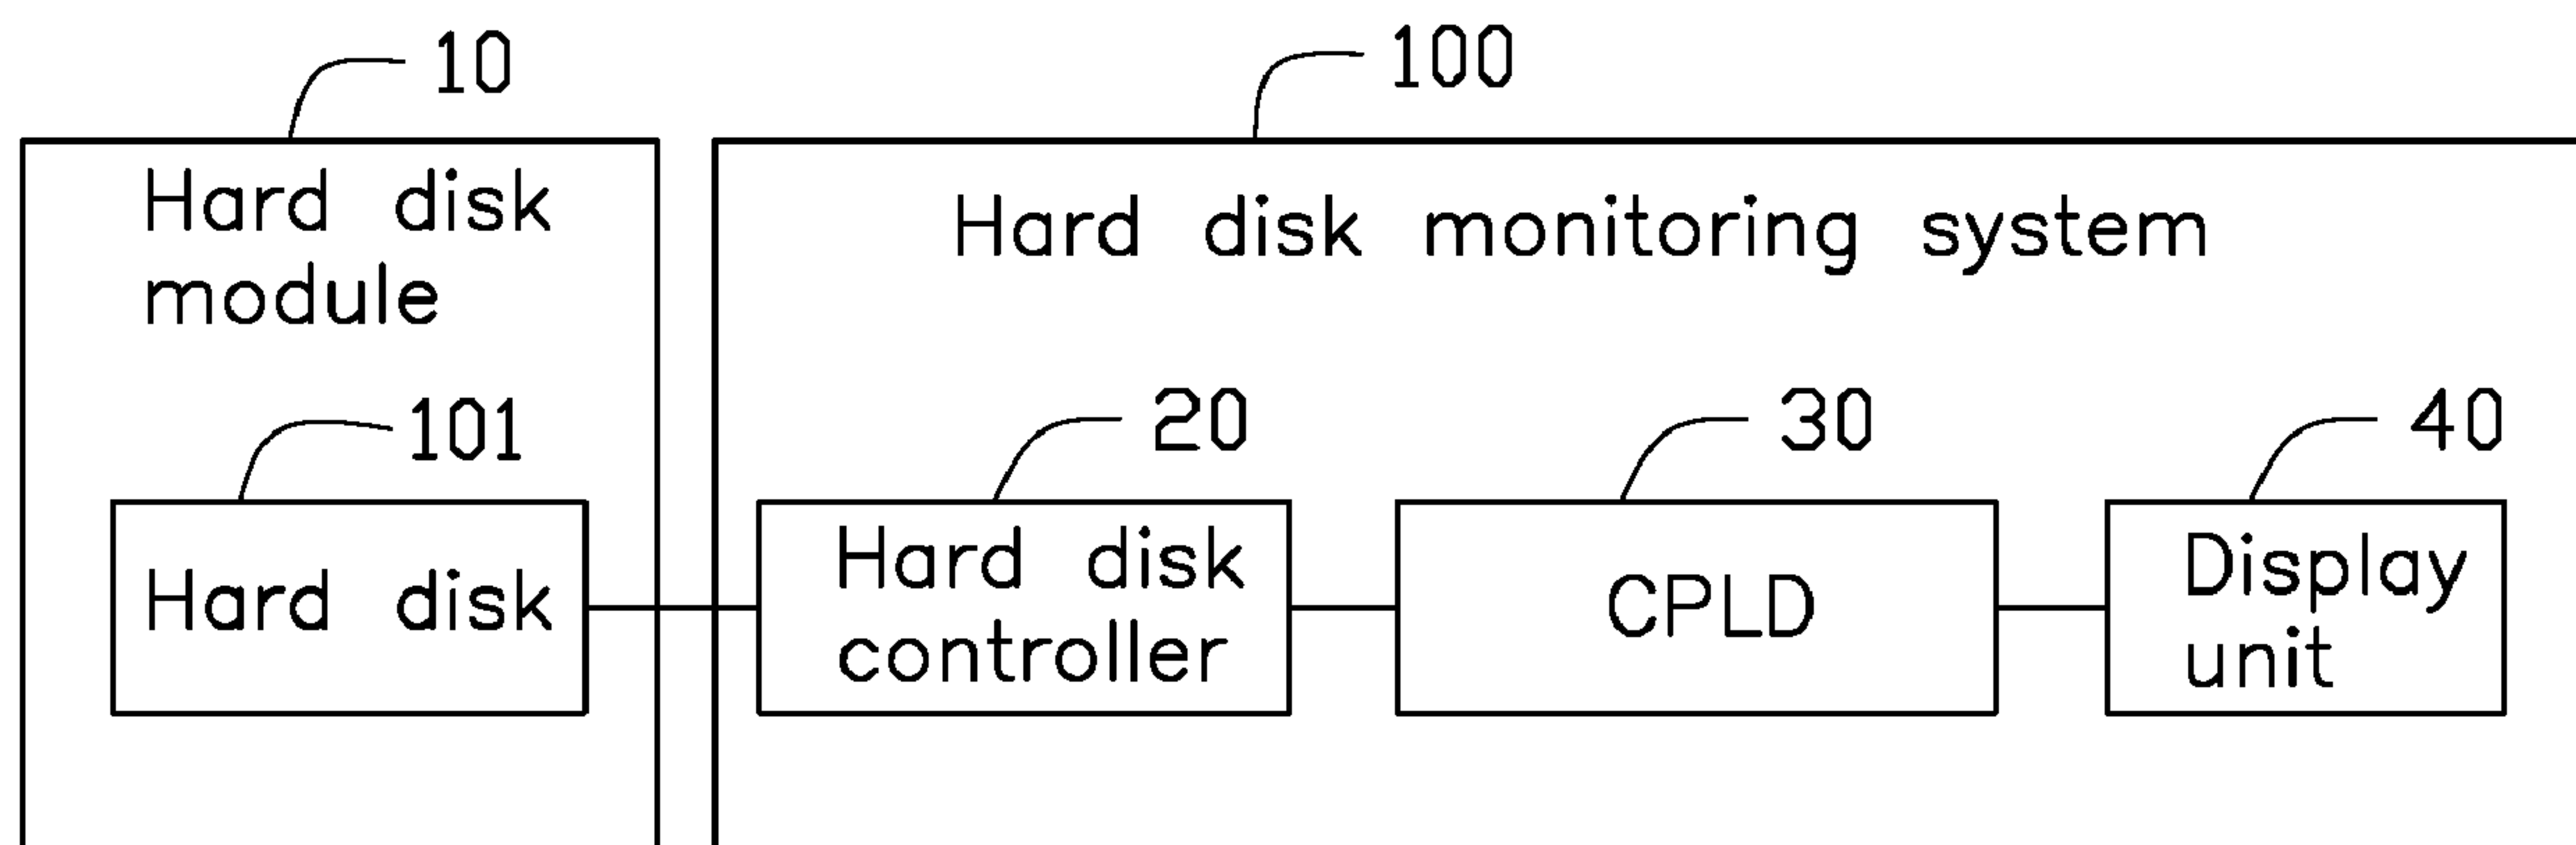 10
100
Hard disk
module
Hard disk monitoring system
101
20
30
40
Hard disk
Hard disk
controller
CPLD
Display
unit